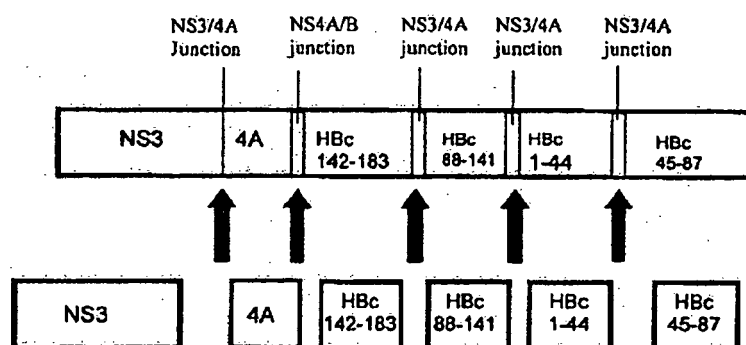 NS3/4A NS4A/B NS3/4A NS3/4A NS3/4A
Junction junction junction junction junction
NS3 4A HBc HBc HBc HBc
142-183 88-141 1-44 45-87
NS3 4A HBc HBc HBc HBc
142-183 88-141 1-44 45-87